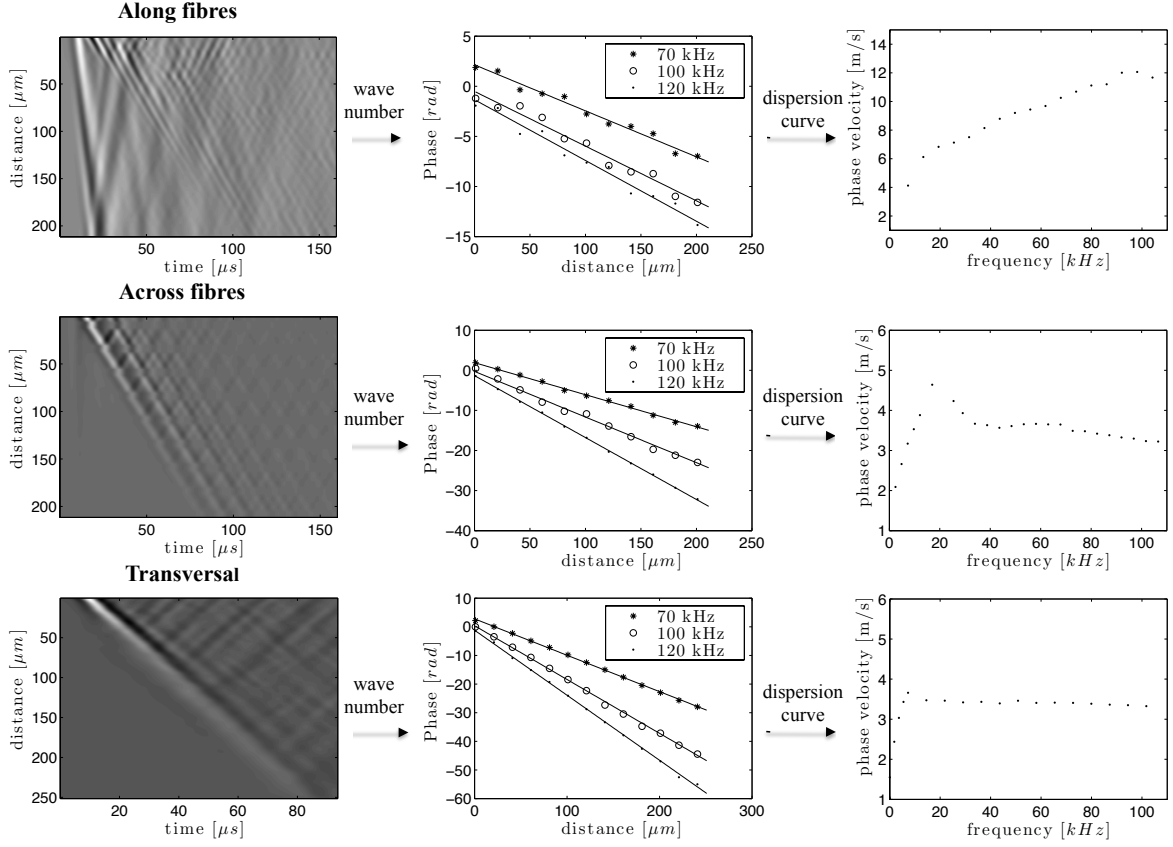 Along fibres
distance [μm]
50
100
150
200
50
100
150
time [μs]
wave
number
Phase [rad]
5
0
−5
−10
−15
0
50
100
150
200
250
distance [μm]
70 kHz
100 kHz
120 kHz
dispersion
curve
phase velocity [m/s]
14
12
10
8
6
4
2
0
20
40
60
80
100
frequency [kHz]
Across fibres
distance [μm]
50
100
150
200
50
100
150
time [μs]
wave
number
Phase [rad]
10
0
−10
−20
−30
−40
0
50
100
150
200
250
distance [μm]
70 kHz
100 kHz
120 kHz
dispersion
curve
phase velocity [m/s]
6
5
4
3
2
1
0
20
40
60
80
100
frequency [kHz]
Transversal
distance [μm]
50
100
150
200
250
20
40
60
80
time [μs]
wave
number
Phase [rad]
10
0
−10
−20
−30
−40
−50
−60
0
100
200
300
distance [μm]
70 kHz
100 kHz
120 kHz
dispersion
curve
phase velocity [m/s]
6
5
4
3
2
1
0
20
40
60
80
100
frequency [kHz]